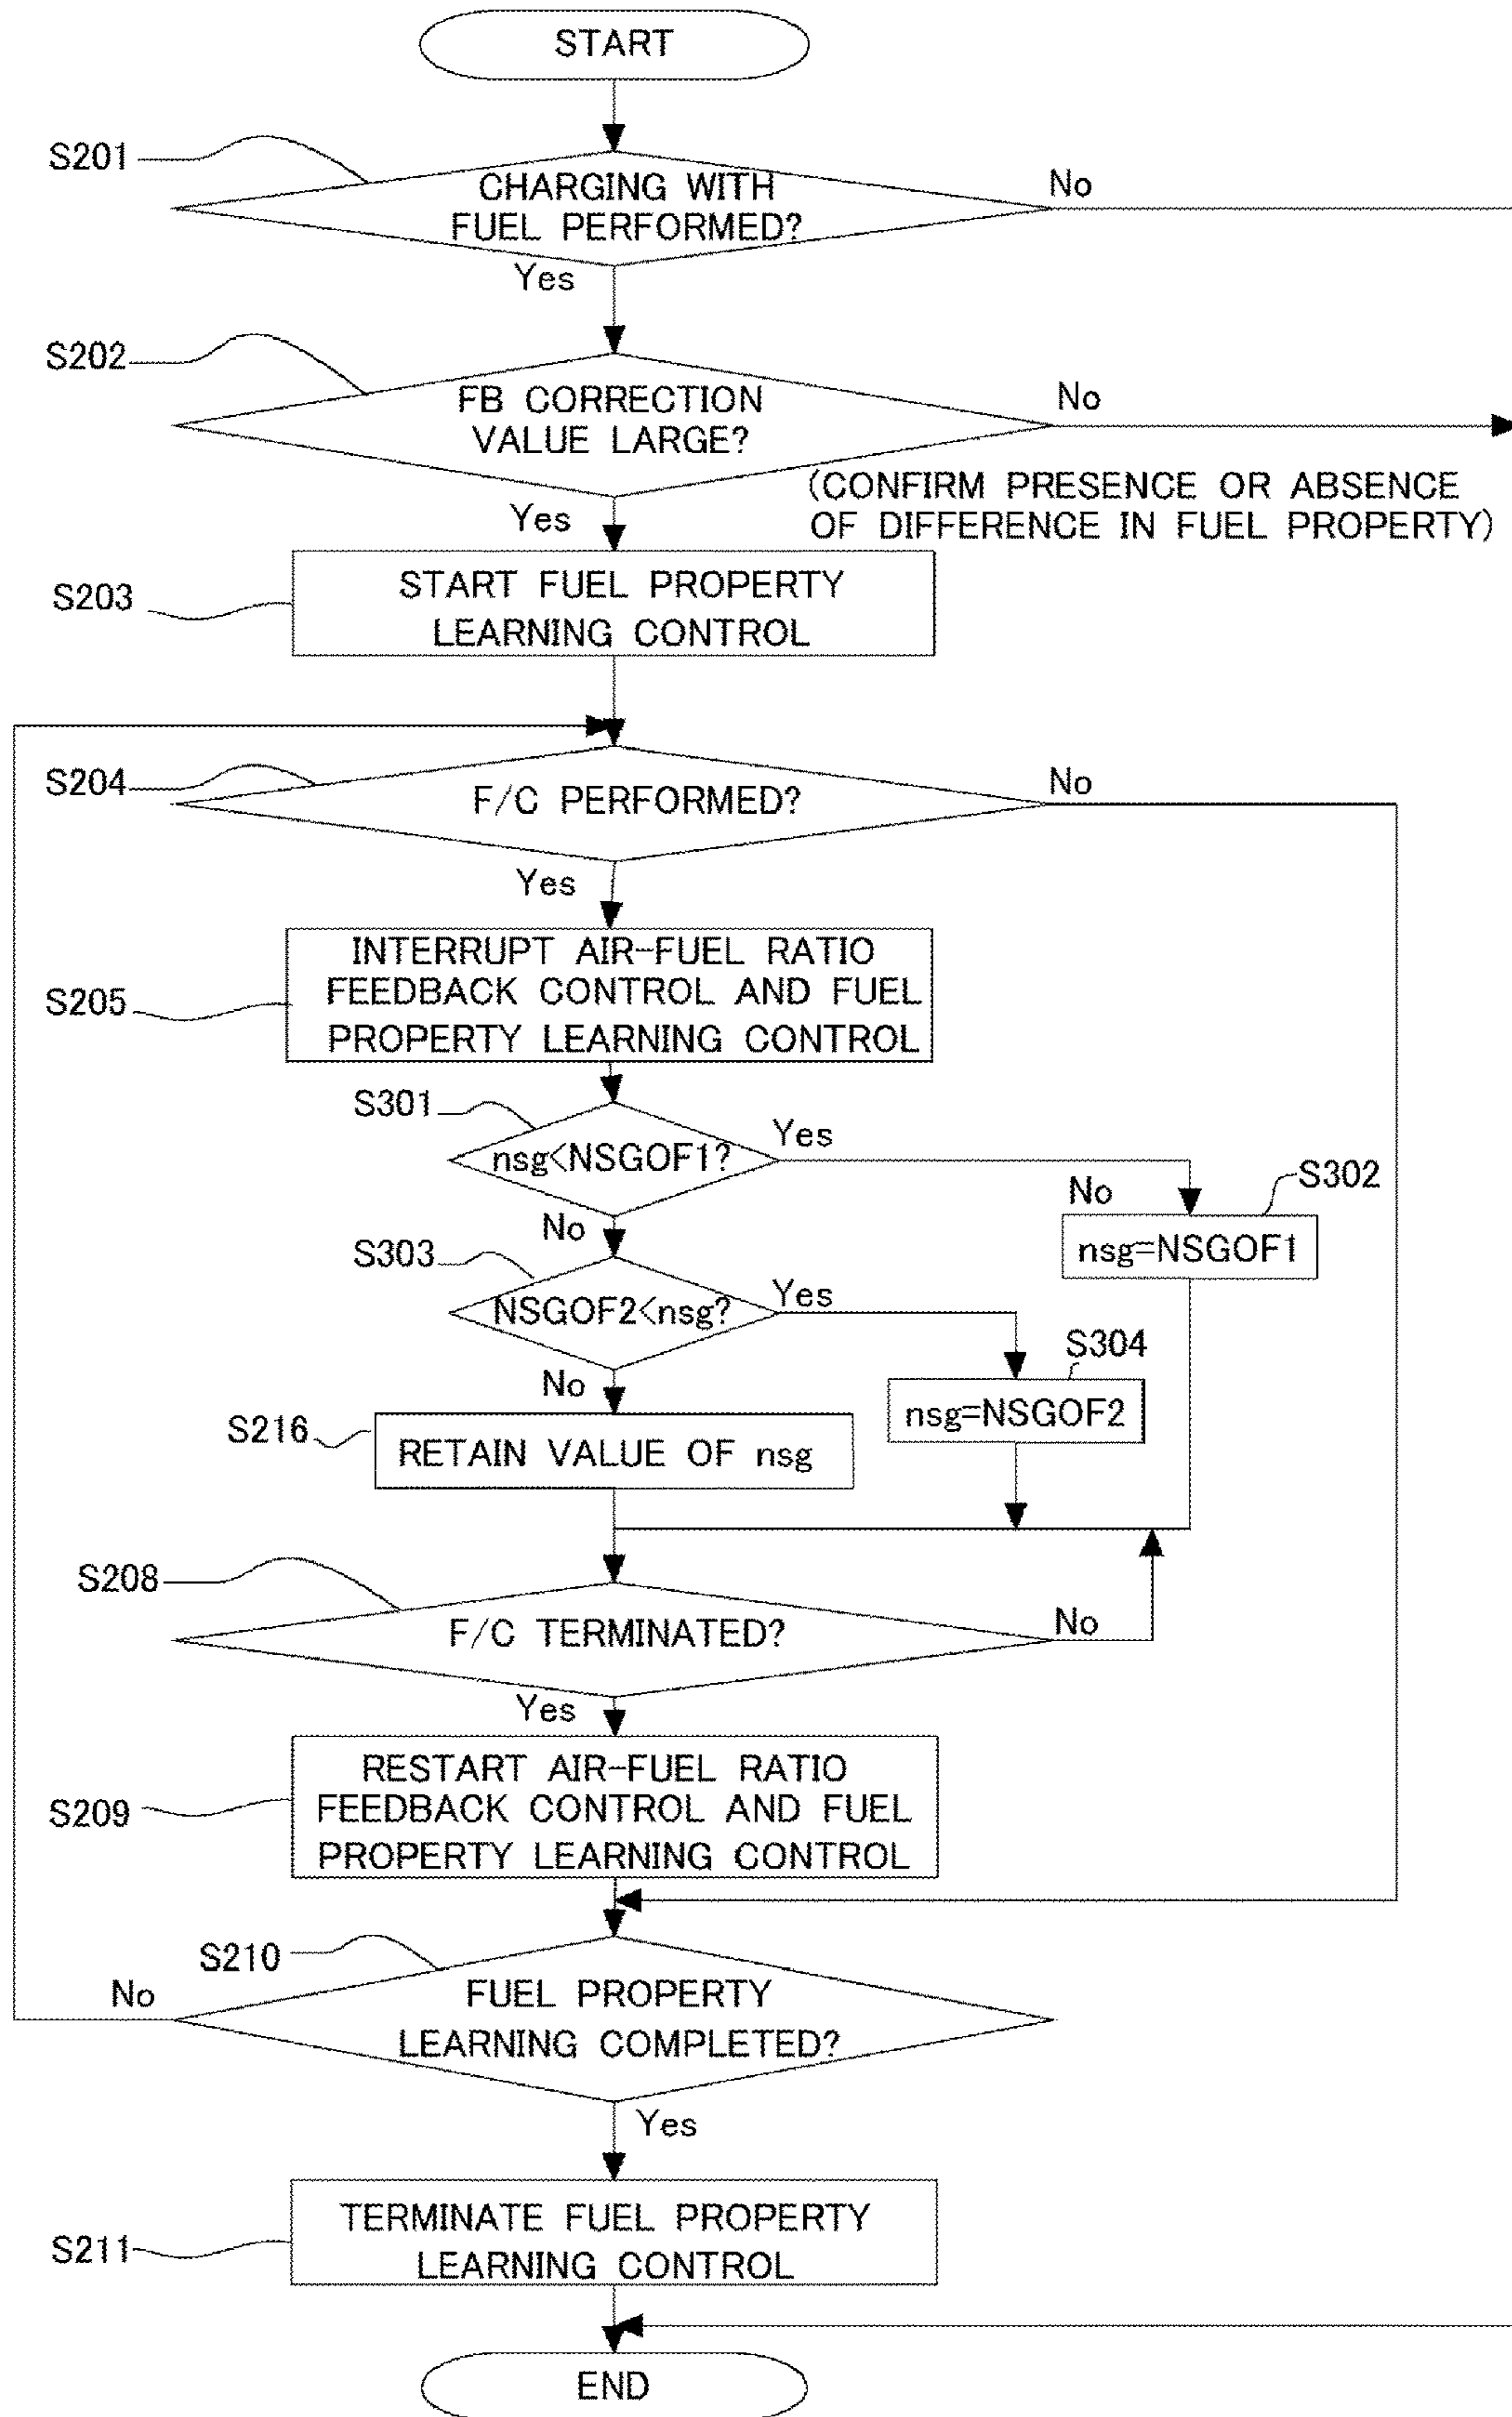 START
S201
CHARGING WITH
FUEL PERFORMED?
No
Yes
S202
FB CORRECTION
VALUE LARGE?
No
(CONFIRM PRESENCE OR ABSENCE
OF DIFFERENCE IN FUEL PROPERTY)
Yes
S203
START FUEL PROPERTY
LEARNING CONTROL
S204
F/C PERFORMED?
No
Yes
S205
INTERRUPT AIR-FUEL RATIO
FEEDBACK CONTROL AND FUEL
PROPERTY LEARNING CONTROL
S301
nsg<NSGOF1?
Yes
No
S302
nsg=NSGOF1
No
S303
NSGOF2<nsg?
Yes
S304
nsg=NSGOF2
No
S216
RETAIN VALUE OF nsg
S208
F/C TERMINATED?
No
Yes
S209
RESTART AIR-FUEL RATIO
FEEDBACK CONTROL AND FUEL
PROPERTY LEARNING CONTROL
S210
No
FUEL PROPERTY
LEARNING COMPLETED?
Yes
S211
TERMINATE FUEL PROPERTY
LEARNING CONTROL
END